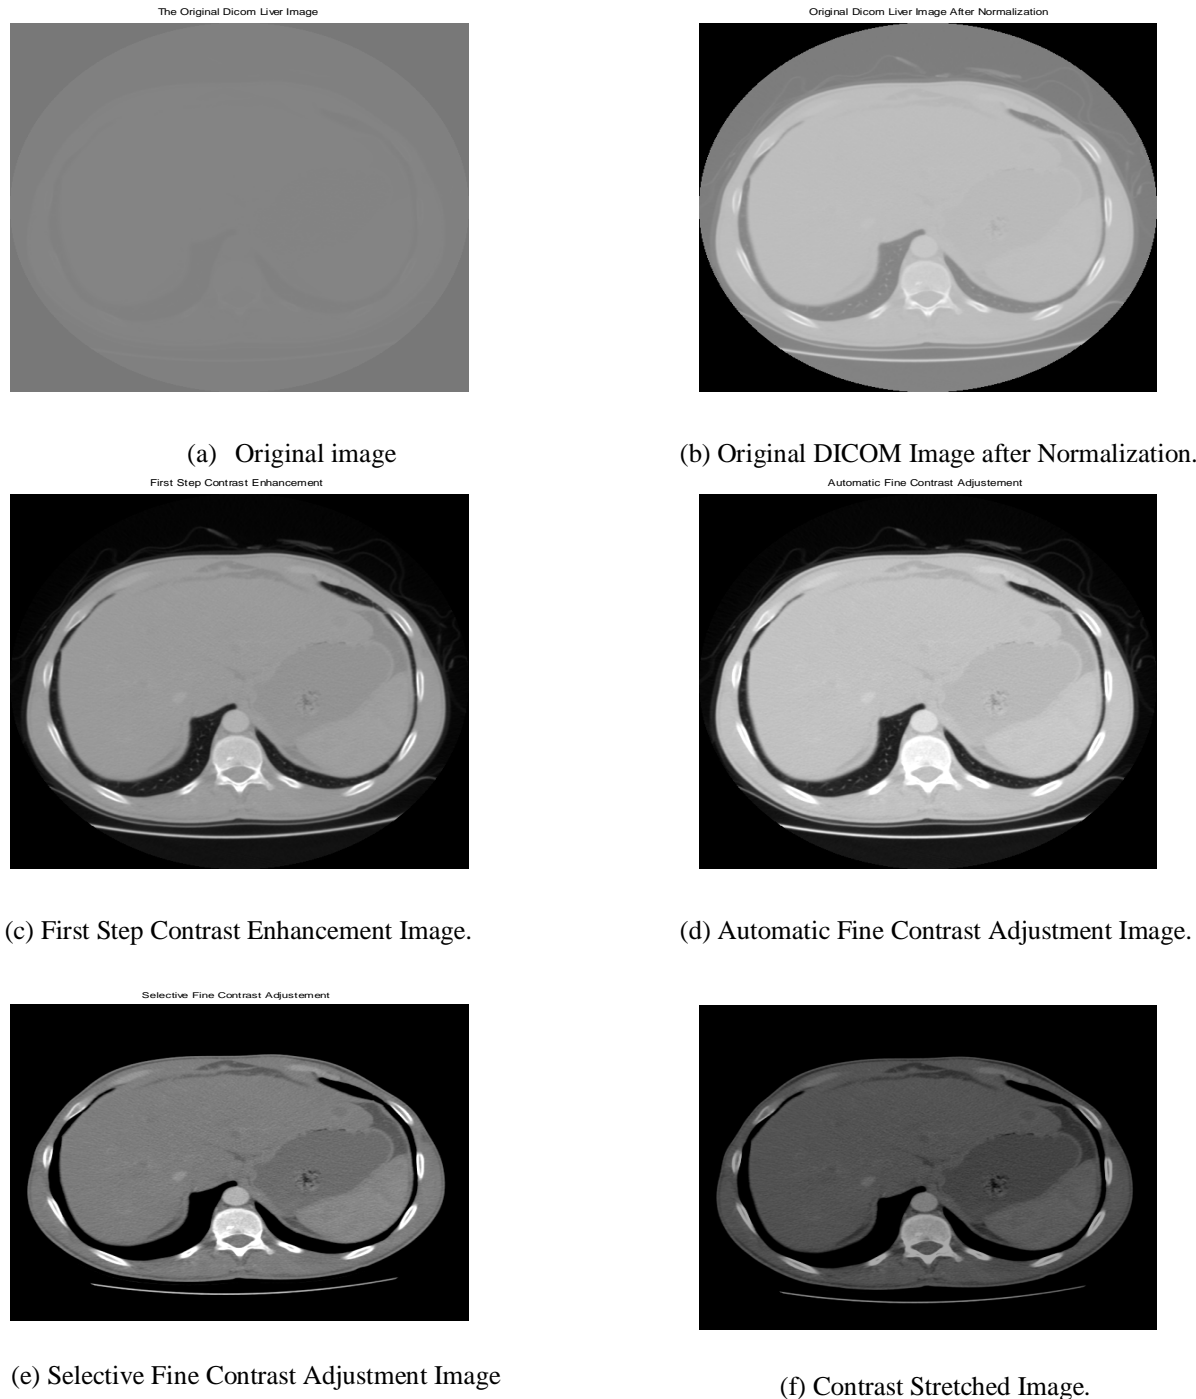 The Original Dicom Liver Image
Original Dicom Liver Image After Normalization
(a) Original image
(b) Original DICOM Image after Normalization.
First Step Contrast Enhancement
Automatic Fine Contrast Adjustement
(c) First Step Contrast Enhancement Image.
(d) Automatic Fine Contrast Adjustment Image.
Selective Fine Contrast Adjustement
(e) Selective Fine Contrast Adjustment Image
(f) Contrast Stretched Image.